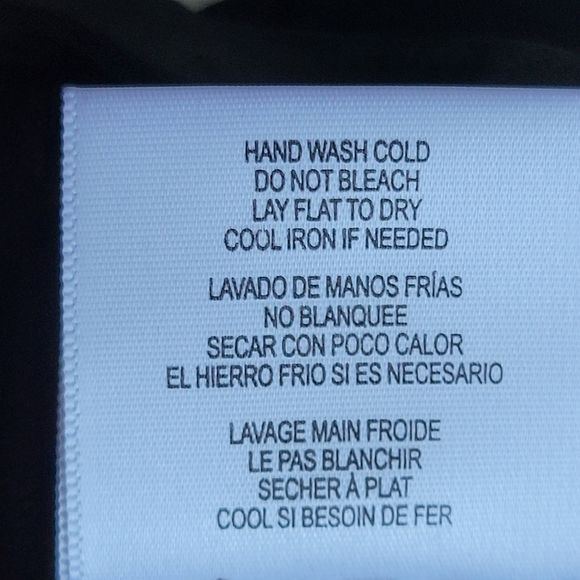 HAND WASH COLD
DO NOT BLEACH
LAY FLAT TO DRY
COOL IRON IF NEEDED
LAVADO DE MANOS FRÍAS
NO BLANQUEE
SECAR CON POCO CALOR
EL HIERRO FRIO SI ES NECESARIO
LAVAGE MAIN FROIDE
LE PAS BLANCHIR
SECHER À PLAT
COOL SI BESOIN DE FER